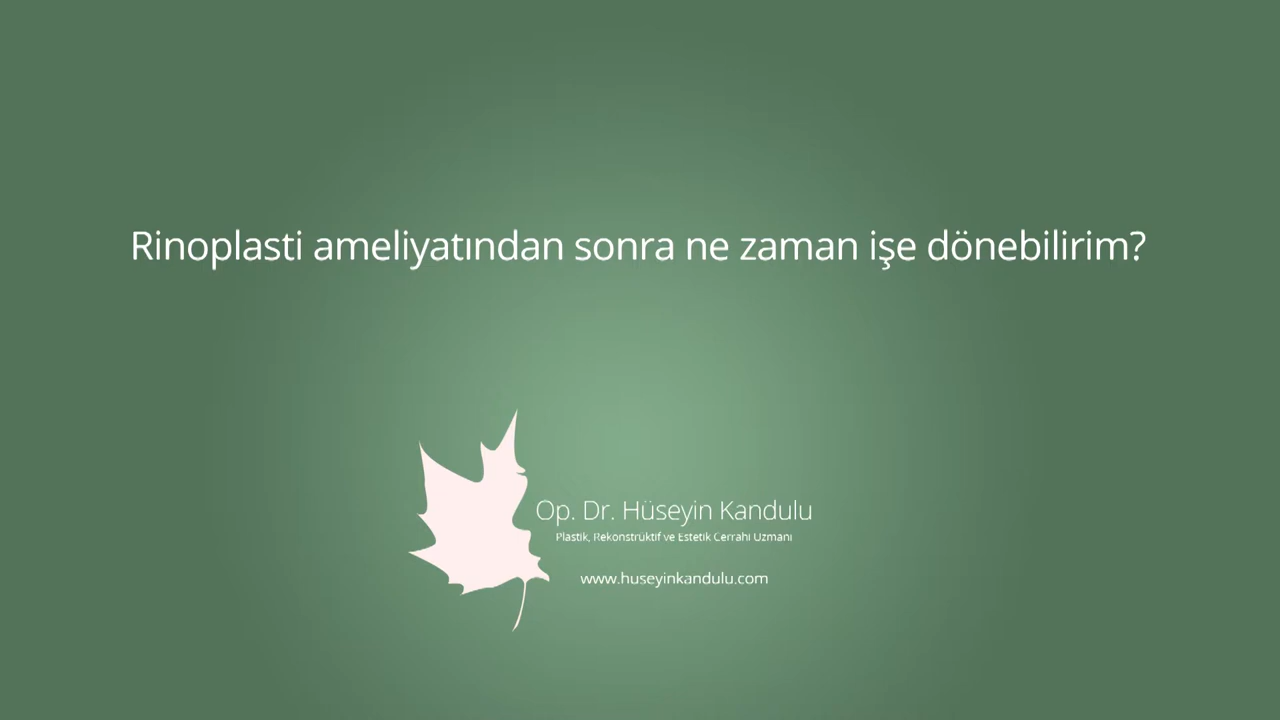 Rinoplasti ameliyatından sonra ne zaman işe dönebilirim?
Op. Dr. Hüseyin Kandulu
Plastik, Rekonstrüktif ve Estetik Cerrahi Uzmanı
www.huseyinkandulu.com